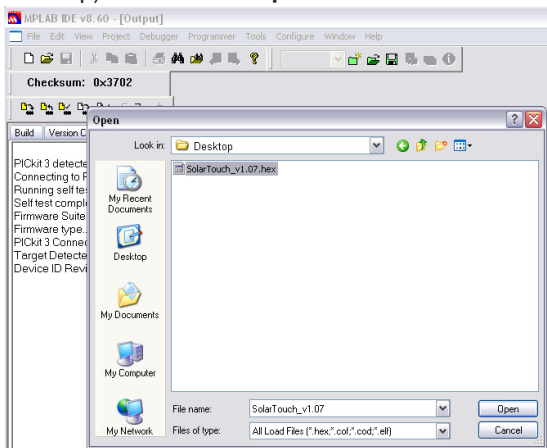 MPLAB IDE v8.60 - [Output]
File Edit View Project Debugger Programmer Tools Configure Window Help
Checksum: 0x3702
Open
Build Version C
Look in: Desktop
SolarTouch_v1.07.hex
PICkit 3 detecte
Connecting to P
Running self tes
Self test comple
Firmware Suite
Firmware type..
PICkit 3 Connec
Target Detecte
Device ID Revi
My Recent
Documents
Desktop
My Documents
My Computer
My Network
File name: SolarTouch_v1.07 Open
Files of type: All Load Files (*.hex;*.cof;*.cod;*.elf) Cancel